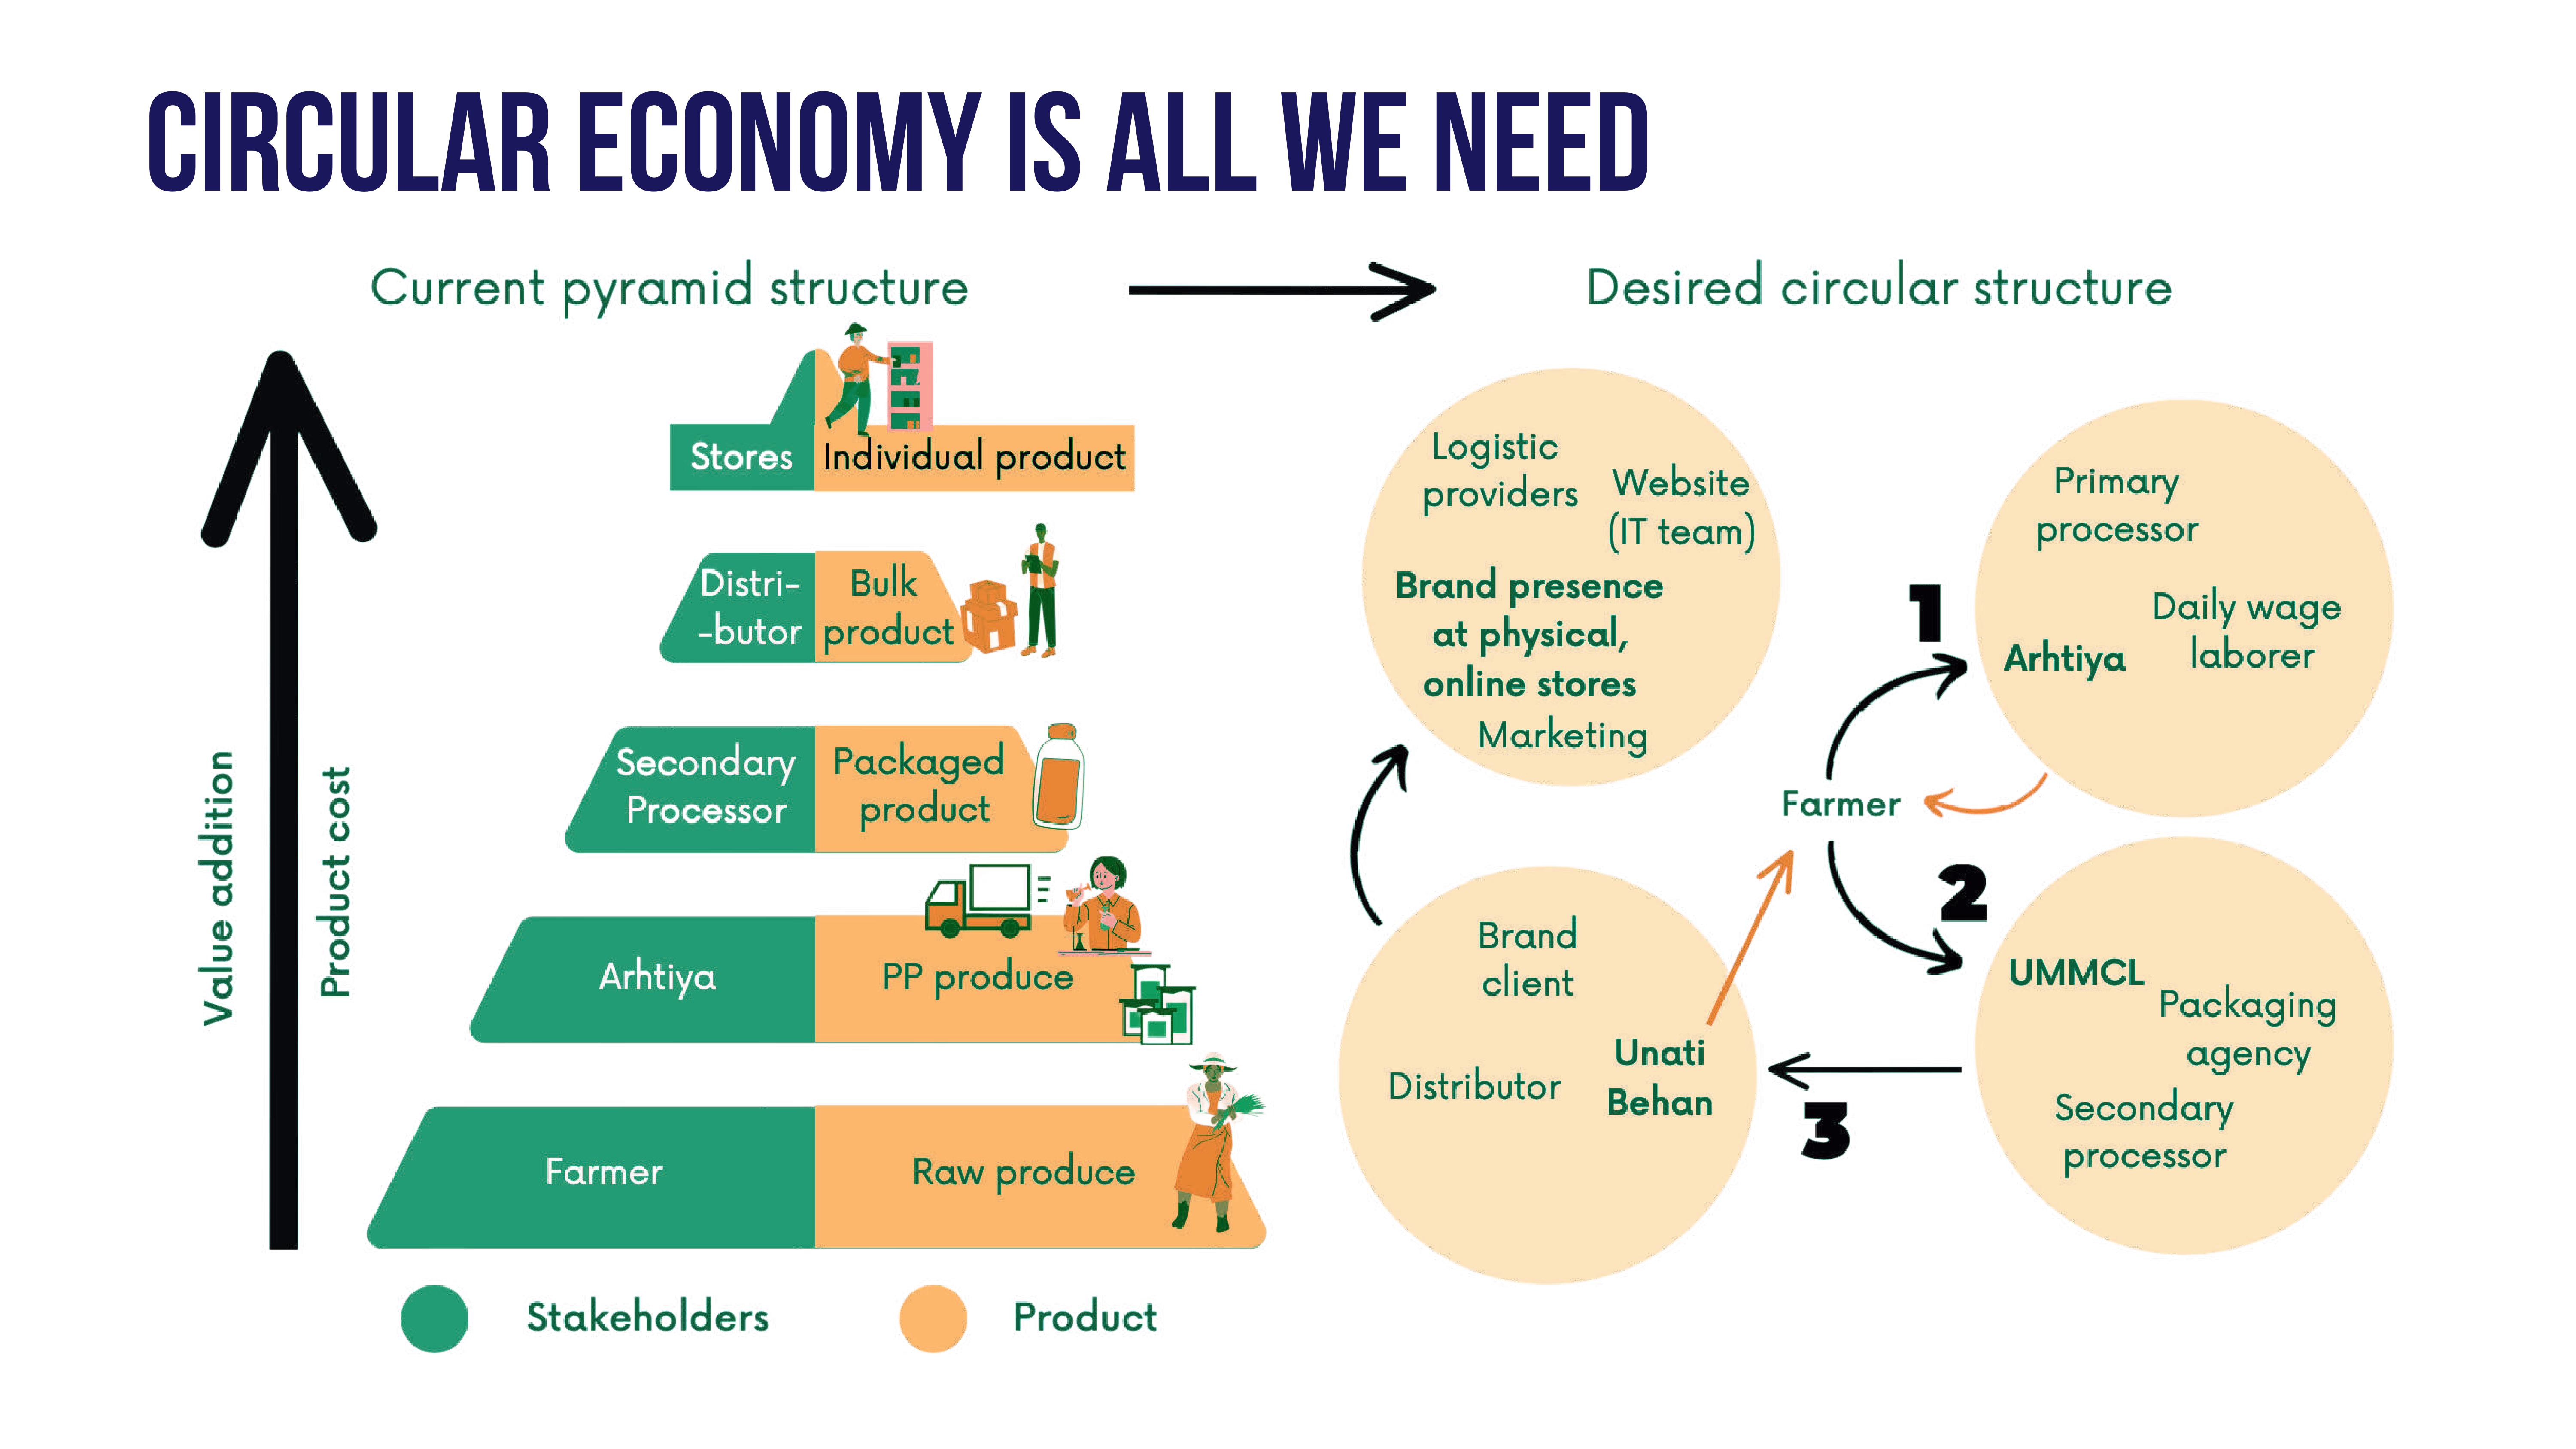 CIRCULAR ECONOMY IS ALL WE NEED
Current pyramid structure
Desired circular structure
Value addition
Product cost
Stores
Individual product
Distri-
-butor
Bulk
product
Secondary
Processor
Packaged
product
Arhtiya
PP produce
Farmer
Raw produce
Stakeholders
Product
Logistic
providers
Website
(IT team)
Brand presence
at physical,
online stores
Marketing
Primary
processor
Daily wage
laborer
Arhtiya
1
Farmer
2
UMMCL
Packaging
agency
Secondary
processor
3
Brand
client
Distributor
Unati
Behan